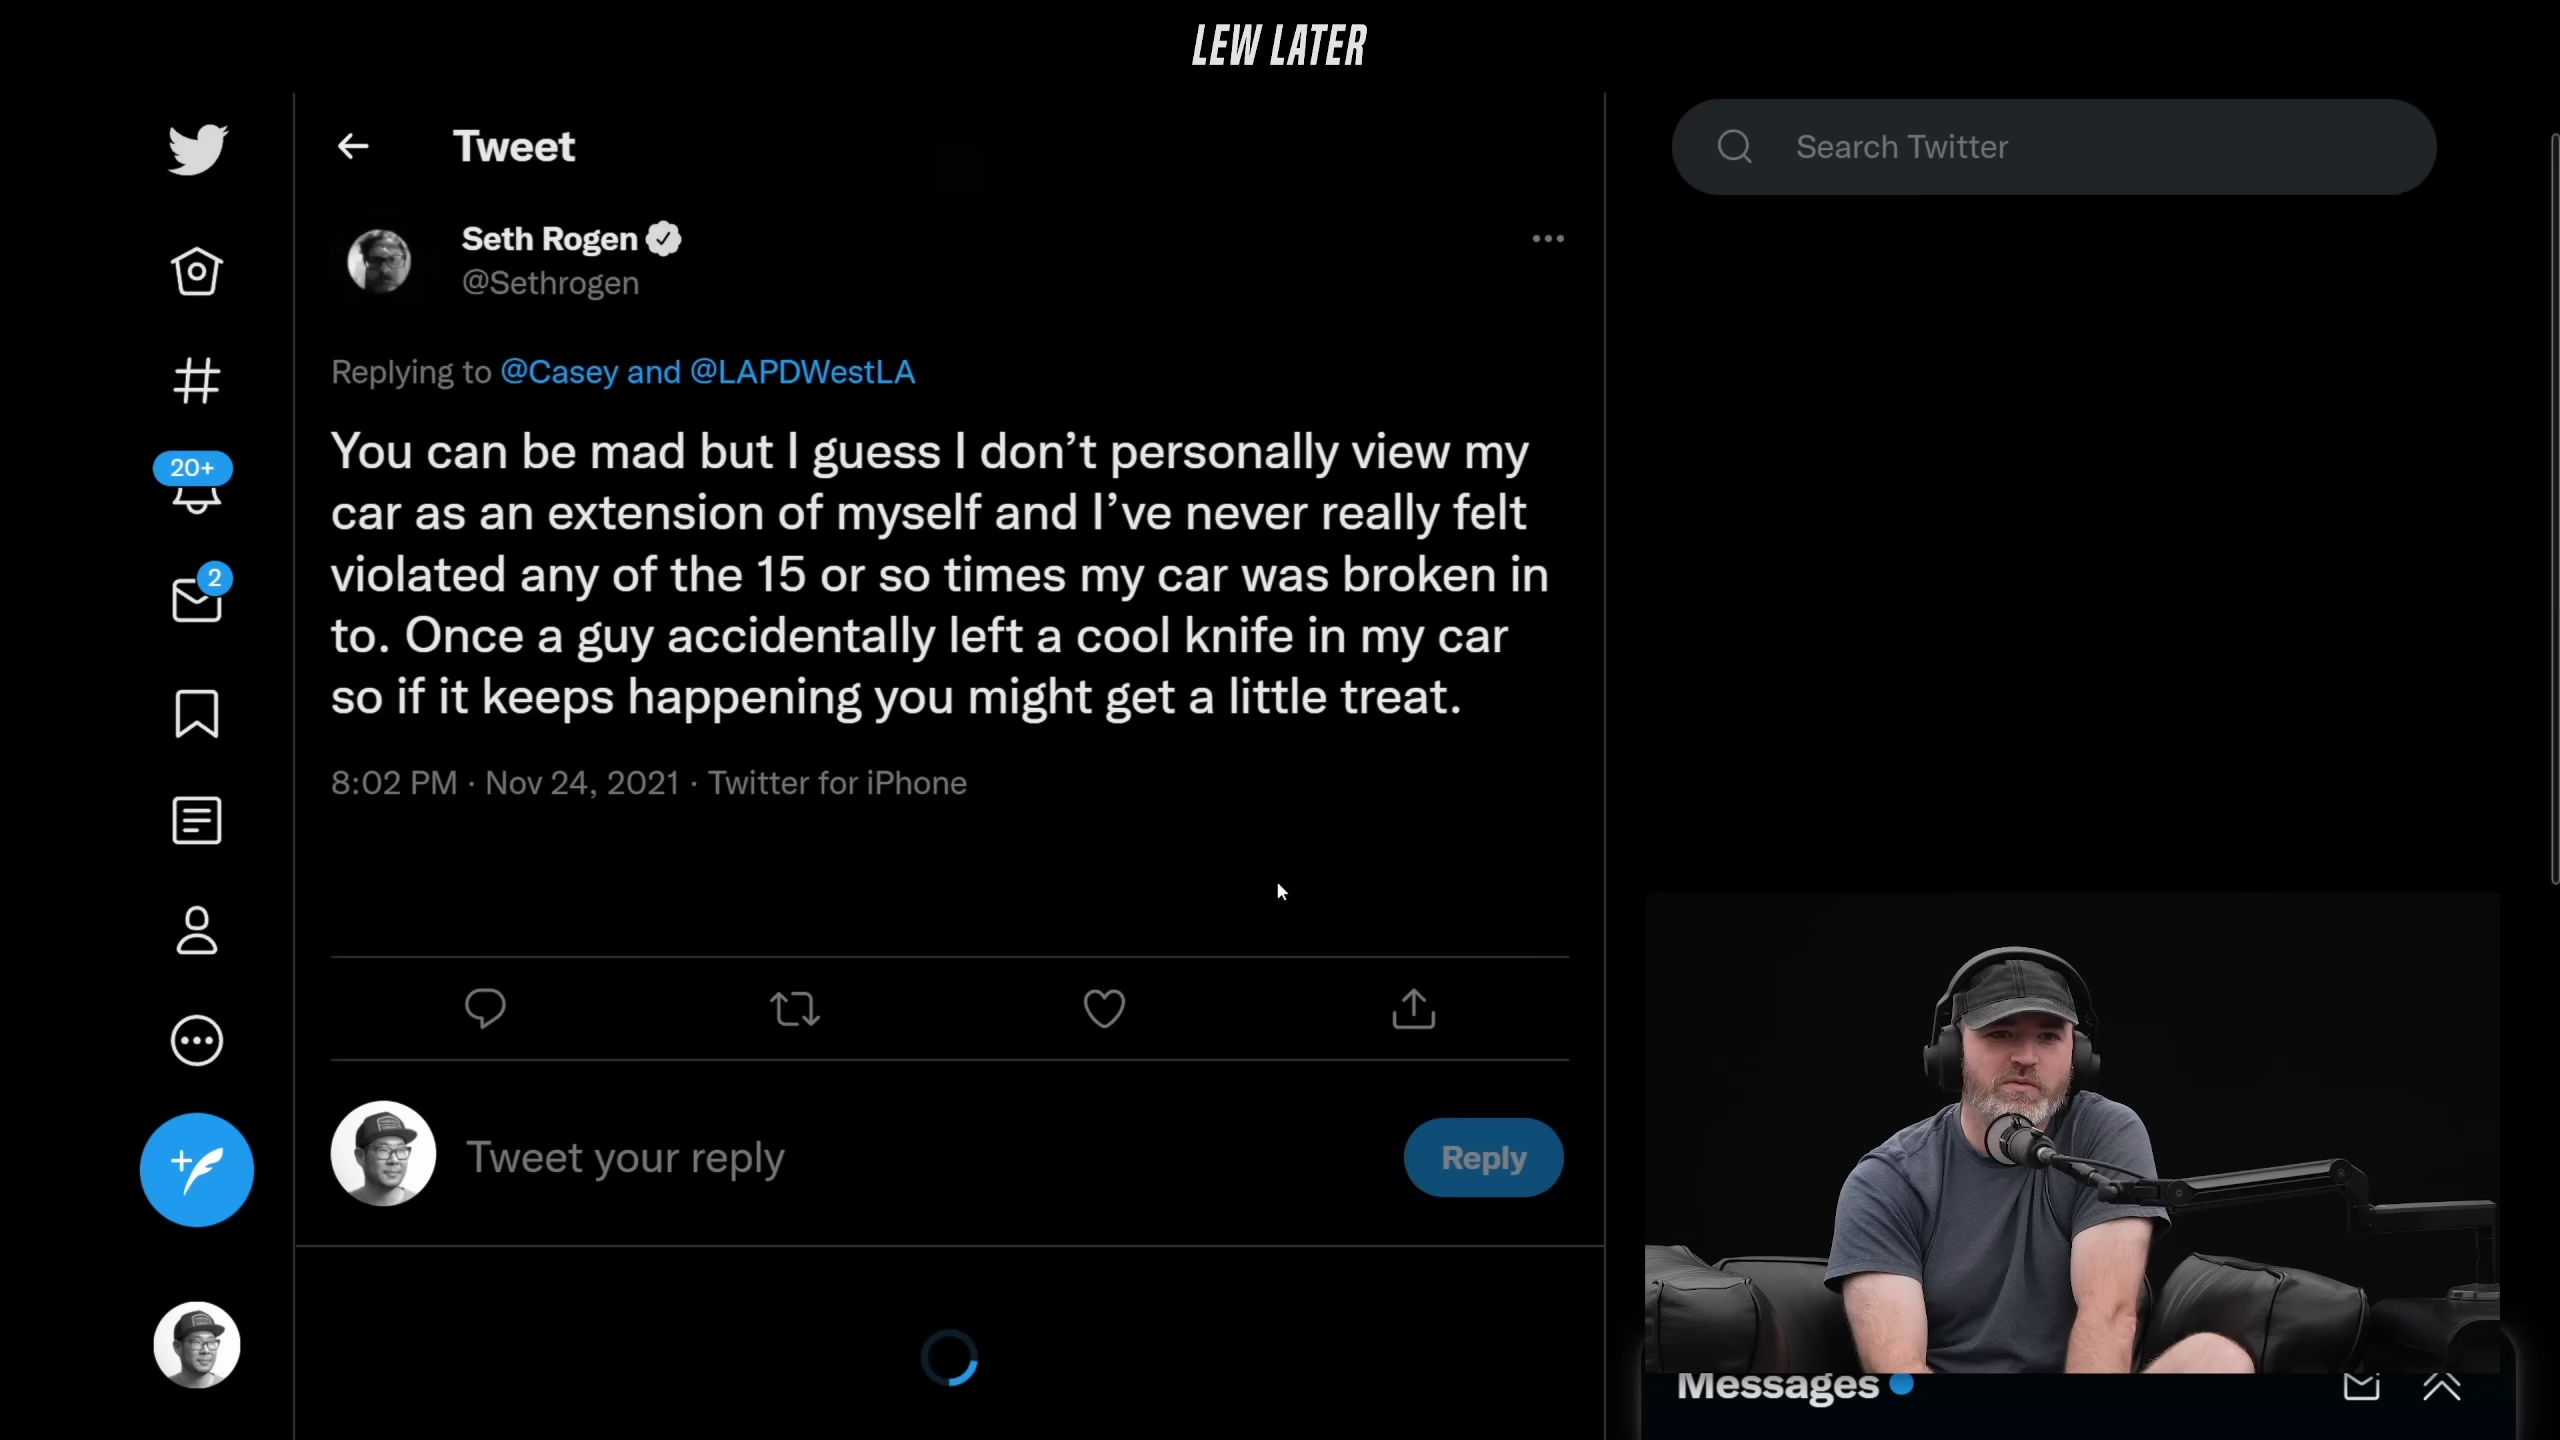 LEW LATER
Tweet
Search Twitter
Seth Rogen
@Sethrogen
Replying to @Casey and @LAPDWestLA
You can be mad but I guess I don’t personally view my
car as an extension of myself and I’ve never really felt
violated any of the 15 or so times my car was broken in
to. Once a guy accidentally left a cool knife in my car
so if it keeps happening you might get a little treat.
8:02 PM · Nov 24, 2021 · Twitter for iPhone
20+
2
Tweet your reply
Reply
Messages